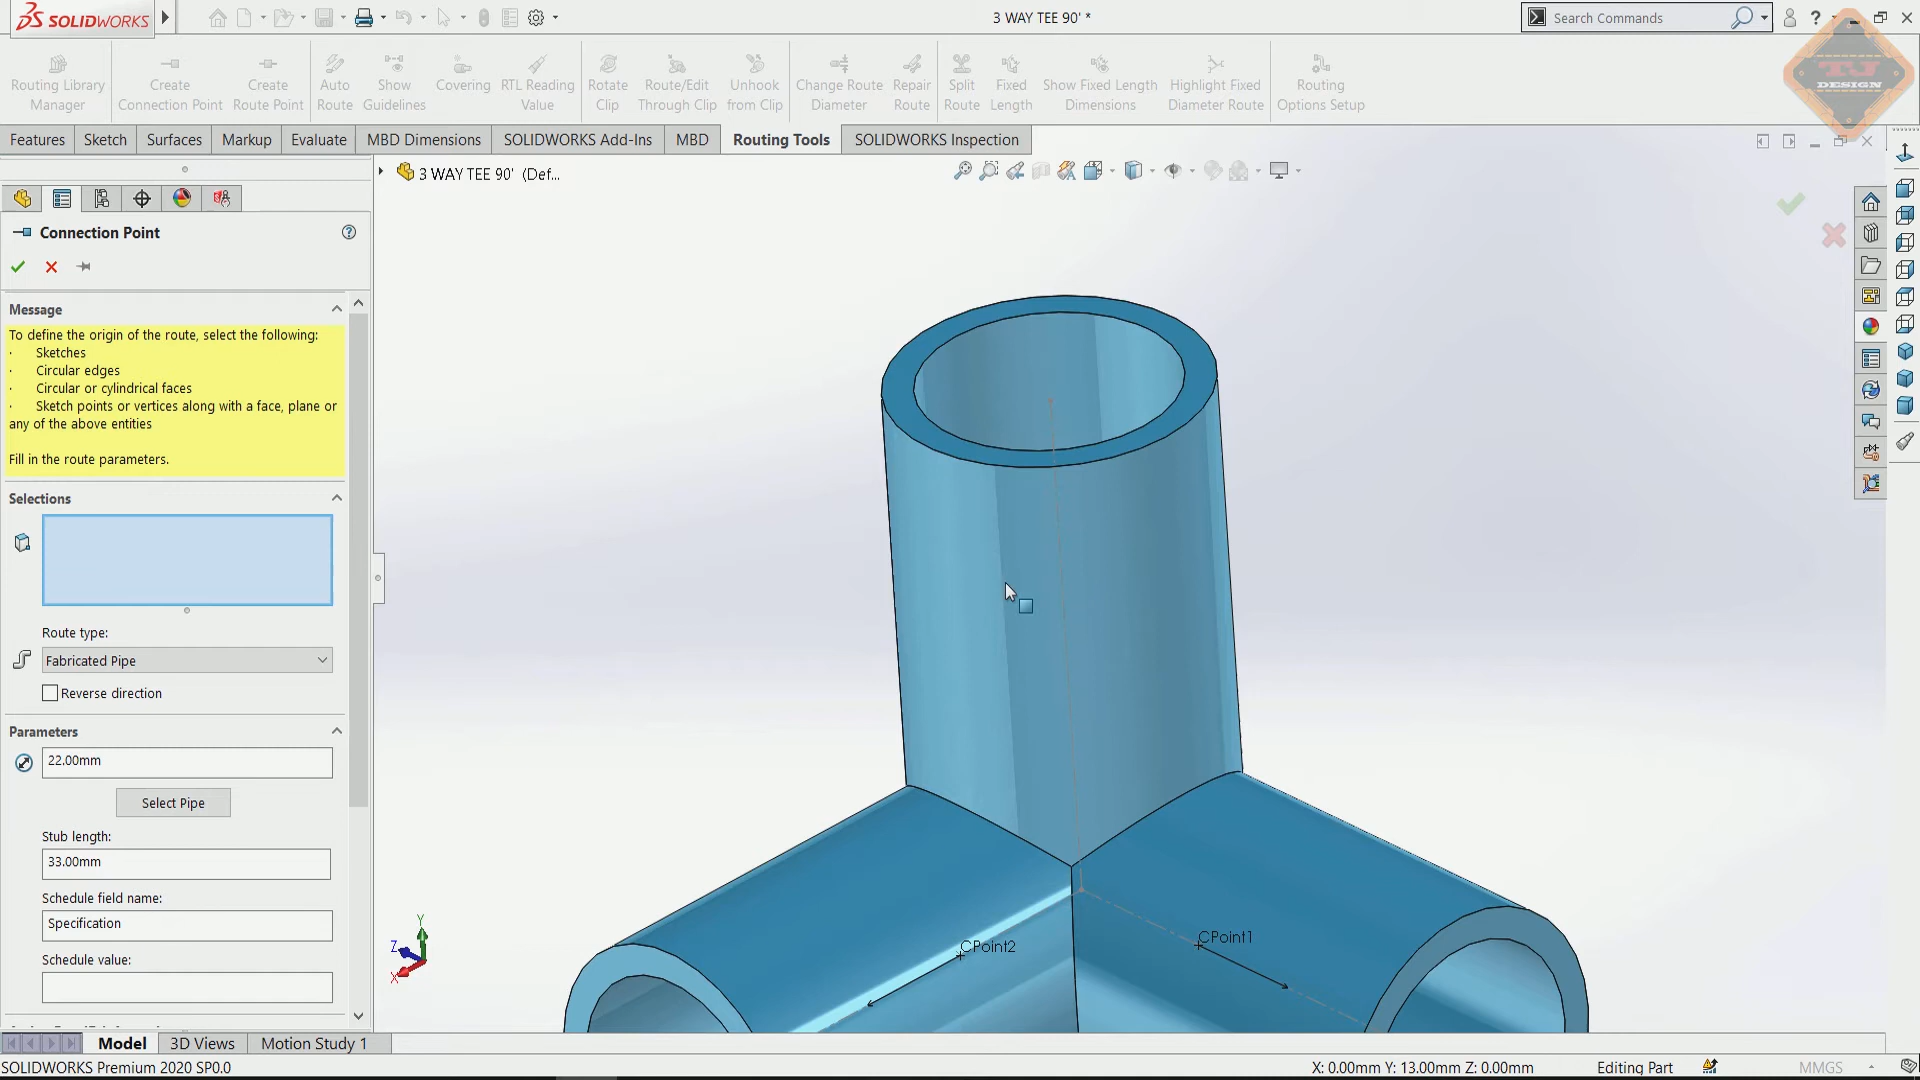 SOLIDWORKS
3 WAY TEE 90' *
Search Commands
TJ
DESIGN
Routing Library
Manager
Create
Connection Point
Create
Route Point
Auto
Route
Show
Guidelines
Covering
RTL Reading
Value
Rotate
Clip
Route/Edit
Through Clip
Unhook
from Clip
Change Route
Diameter
Repair
Route
Split
Route
Fixed
Length
Show Fixed Length
Dimensions
Highlight Fixed
Diameter Route
Routing
Options Setup
Features
Sketch
Surfaces
Markup
Evaluate
MBD Dimensions
SOLIDWORKS Add-Ins
MBD
Routing Tools
SOLIDWORKS Inspection
3 WAY TEE 90' (Def...
Connection Point
Message
To define the origin of the route, select the following:
· Sketches
· Circular edges
· Circular or cylindrical faces
· Sketch points or vertices along with a face, plane or
any of the above entities
Fill in the route parameters.
Selections
Route type:
Fabricated Pipe
Reverse direction
Parameters
22.00mm
Select Pipe
Stub length:
33.00mm
Schedule field name:
Specification
Schedule value:
CPoint2
CPoint1
Y
Z
X
Model
3D Views
Motion Study 1
SOLIDWORKS Premium 2020 SP0.0
X: 0.00mm Y: 13.00mm Z: 0.00mm
Editing Part
MMGS